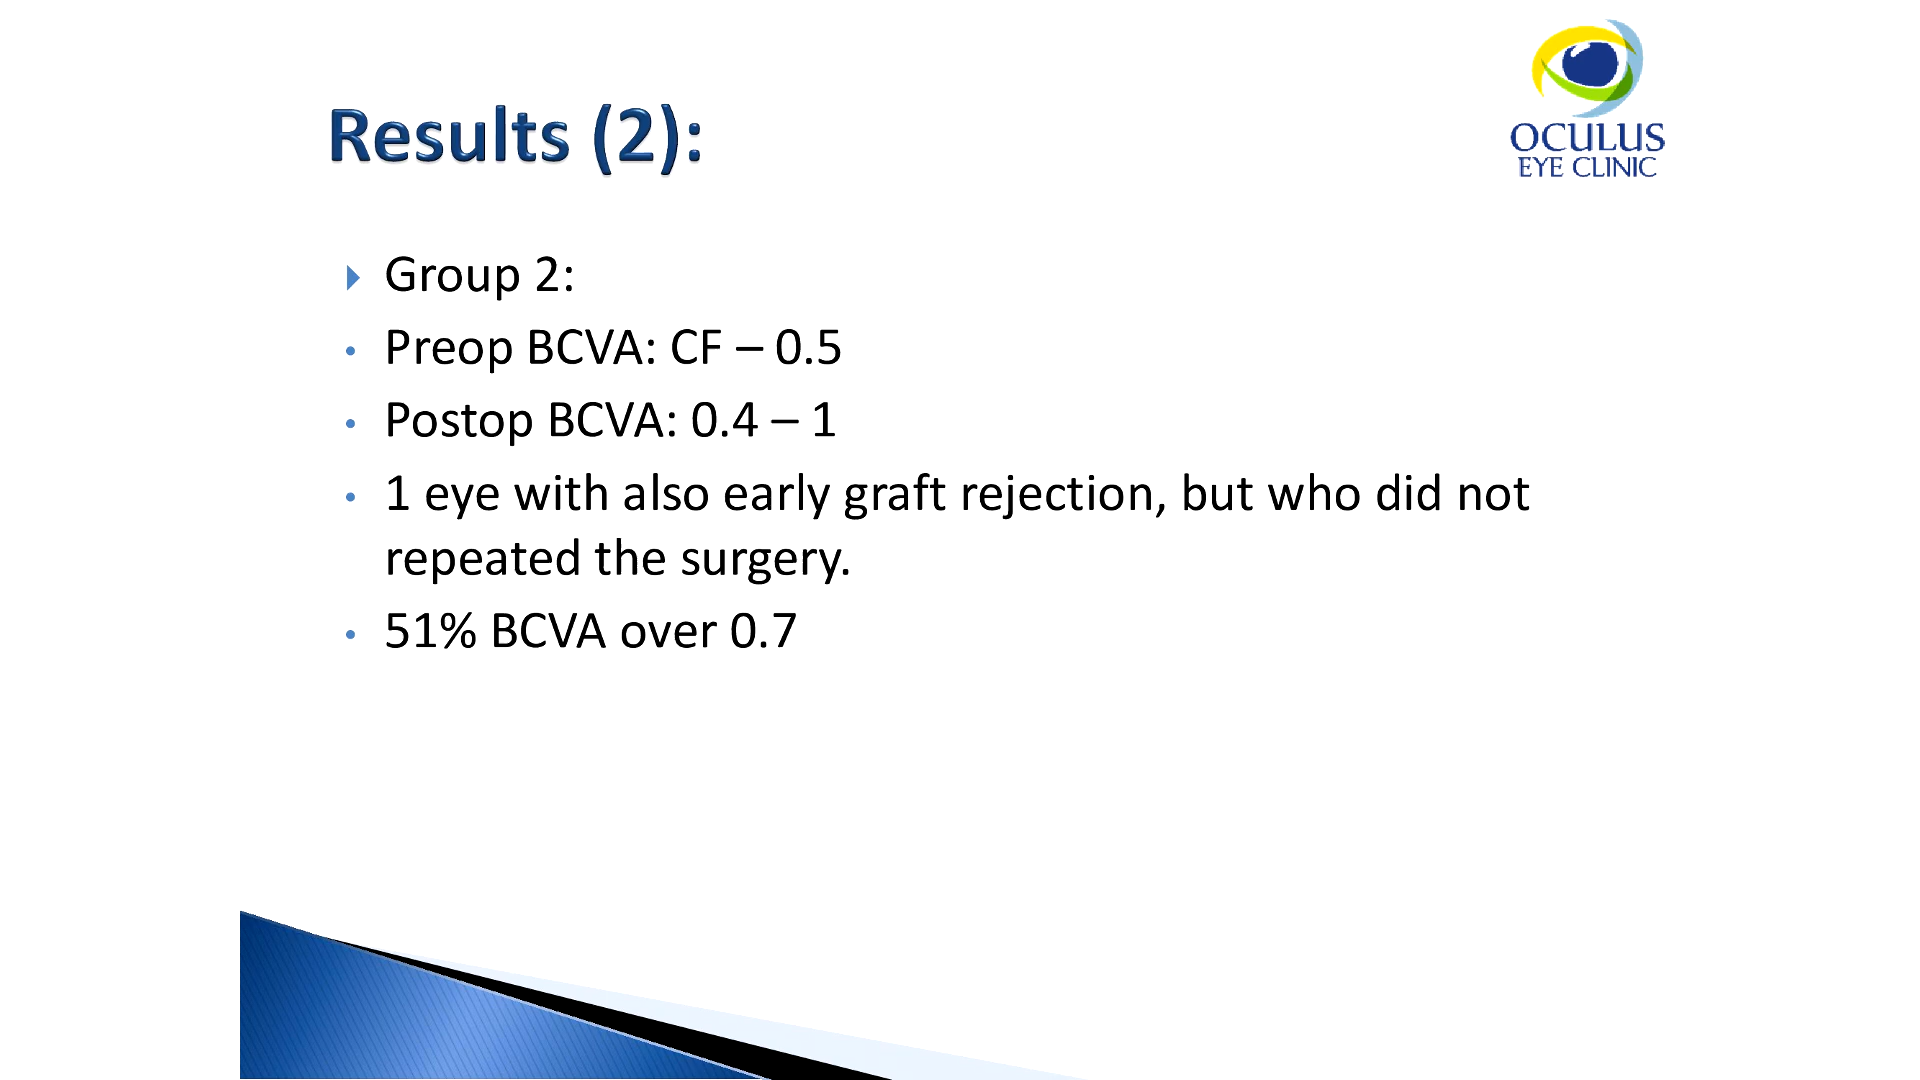 OCULUS
EYE CLINIC
Results (2):
Group 2:
Preop BCVA: CF – 0.5
Postop BCVA: 0.4 – 1
1 eye with also early graft rejection, but who did not
repeated the surgery.
51% BCVA over 0.7